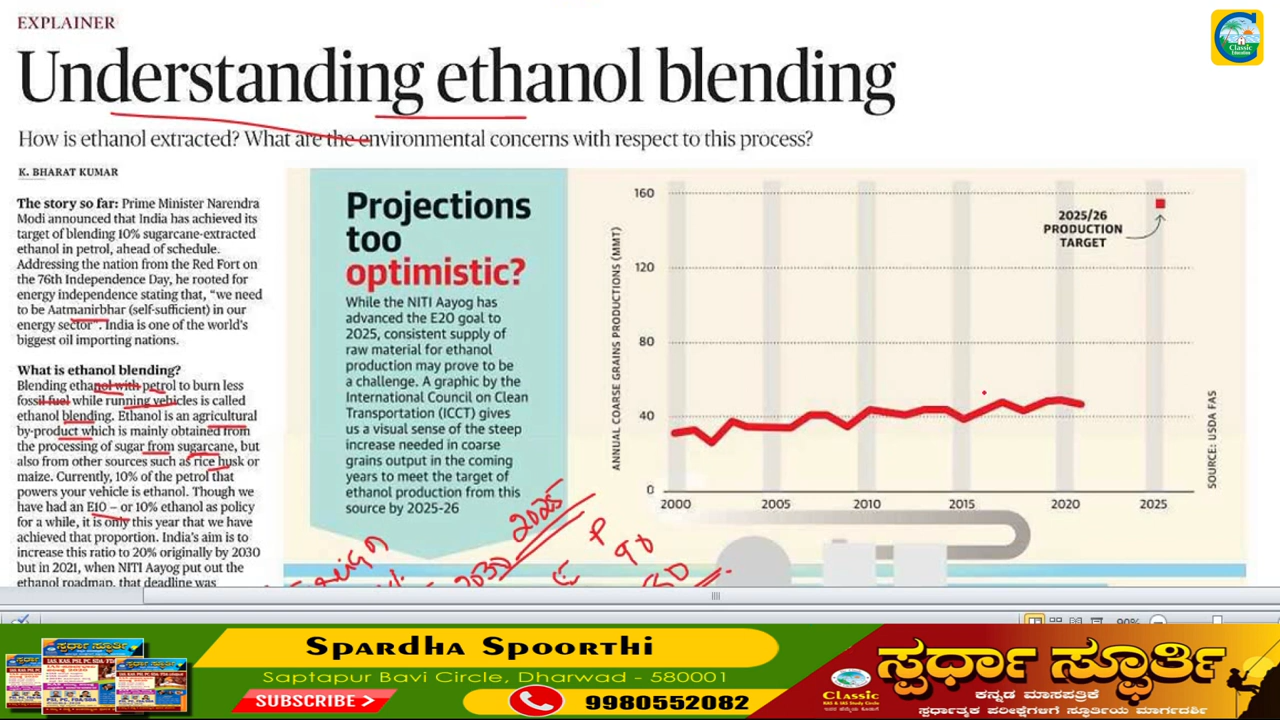 EXPLAINER
Understanding ethanol blending
How is ethanol extracted? What are the environmental concerns with respect to this process?
K. BHARAT KUMAR
The story so far: Prime Minister Narendra
Modi announced that India has achieved its
target of blending 10% sugarcane-extracted
ethanol in petrol, ahead of schedule.
Addressing the nation from the Red Fort on
the 76th Independence Day, he rooted for
energy independence stating that, “we need
to be Aatmanirbhar (self-sufficient) in our
energy sector”. India is one of the world’s
biggest oil importing nations.
What is ethanol blending?
Blending ethanol with petrol to burn less
fossil fuel while running vehicles is called
ethanol blending. Ethanol is an agricultural
by-product which is mainly obtained from
the processing of sugar from sugarcane, but
also from other sources such as rice husk or
maize. Currently, 10% of the petrol that
powers your vehicle is ethanol. Though we
have had an E10 – or 10% ethanol as policy
for a while, it is only this year that we have
achieved that proportion. India’s aim is to
increase this ratio to 20% originally by 2030
but in 2021, when NITI Aayog put out the
ethanol roadmap, that deadline was
Projections
too
optimistic?
While the NITI Aayog has
advanced the E20 goal to
2025, consistent supply of
raw material for ethanol
production may prove to be
a challenge. A graphic by the
International Council on Clean
Transportation (ICCT) gives
us a visual sense of the steep
increase needed in coarse
grains output in the coming
years to meet the target of
ethanol production from this
source by 2025-26
ANNUAL COARSE GRAINS PRODUCTIONS (MMT)
160
120
80
40
0
2000 2005 2010 2015 2020 2025
2025/26
PRODUCTION
TARGET
SOURCE: USDA FAS
2025
2030
E P
90
90%
Classic
Education
Spardha Spoorthi
Saptapur Bavi Circle, Dharwad - 580001
SUBSCRIBE
9980552082
ಸ್ಪರ್ಧಾ ಸ್ಫೂರ್ತಿ
ಕನ್ನಡ ಮಾಸಪತ್ರಿಕೆ
ಸ್ಪರ್ಧಾತ್ಮಕ ಪರೀಕ್ಷೆಗಳಿಗೆ ಸ್ಫೂರ್ತಿಯ ಮಾರ್ಗದರ್ಶಿ
Classic
KAS & IAS Study Circle